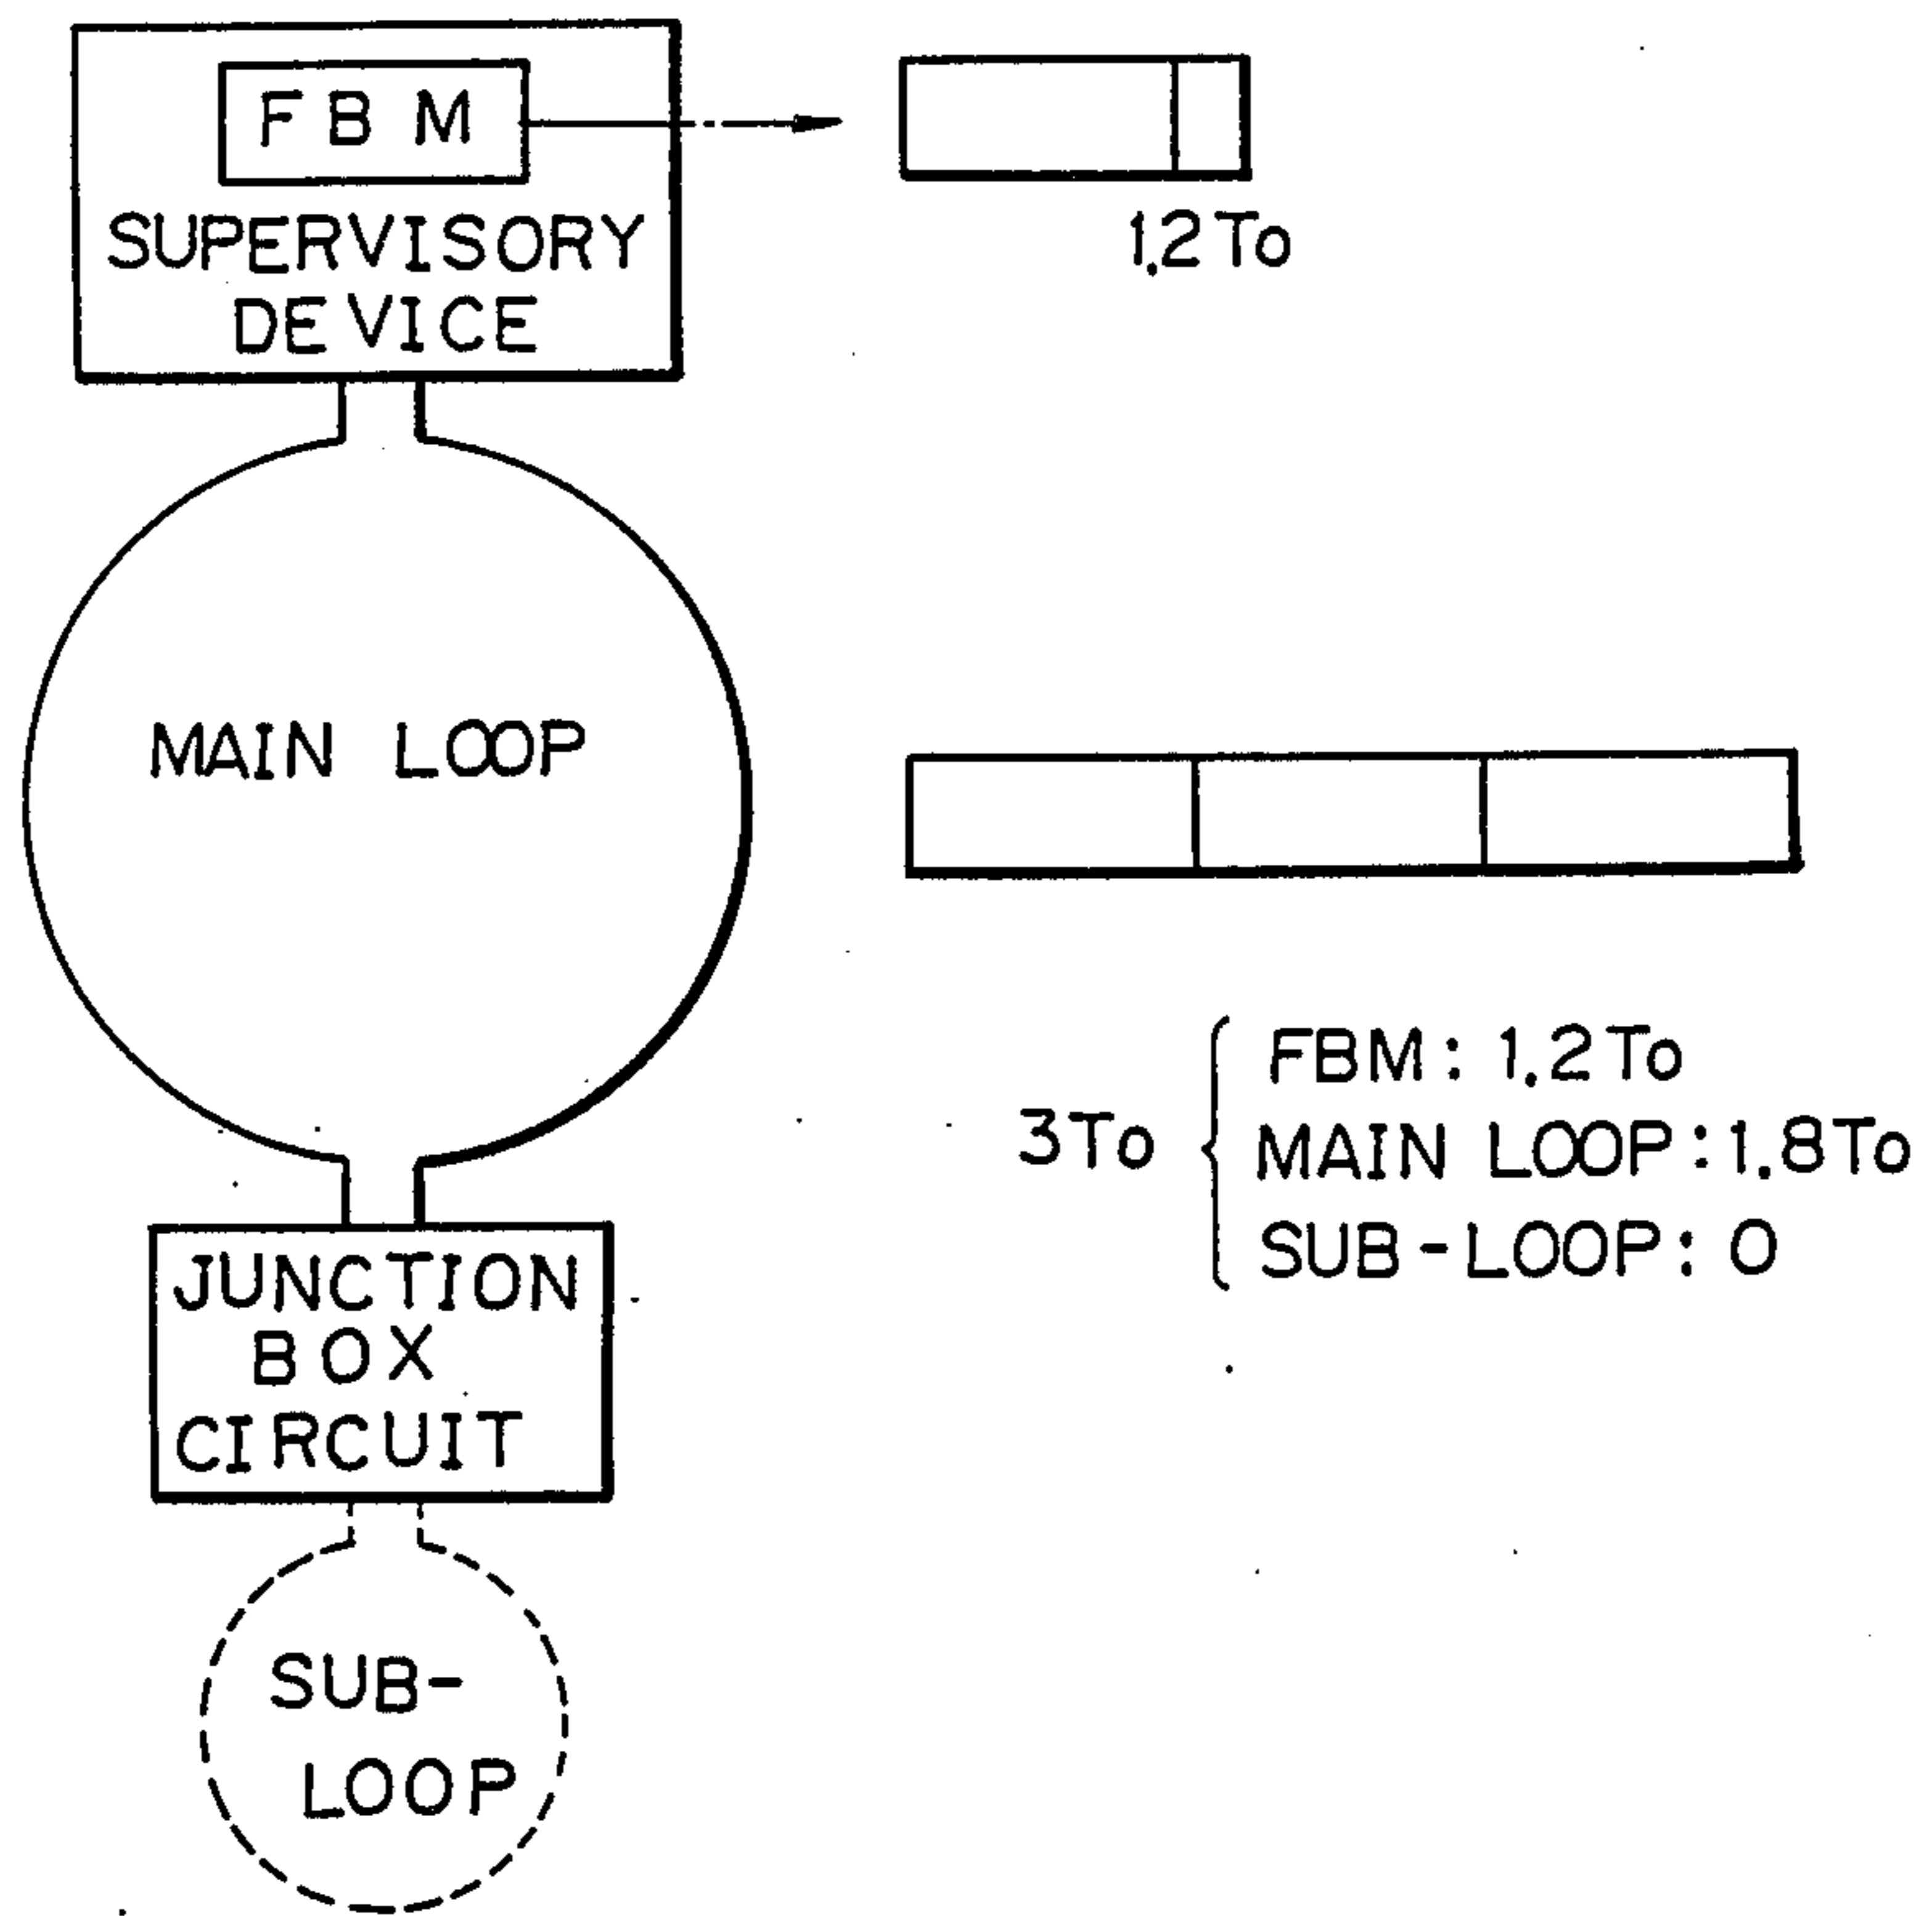 F B M
SUPERVISORY
DEVICE
1.2To
MAIN LOOP
3To
FBM: 1.2To
MAIN LOOP:1.8To
SUB-LOOP: 0
JUNCTION
BOX
CIRCUIT
SUB-
LOOP